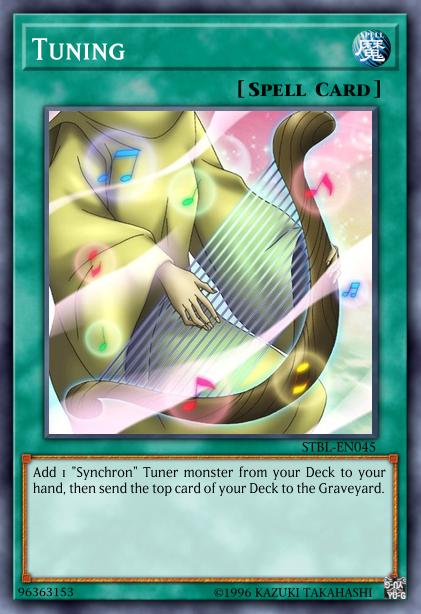 TUNING
SPELL
魔
[SPELL CARD]
STBL-EN045
Add 1 "Synchron" Tuner monster from your Deck to your
hand, then send the top card of your Deck to the Graveyard.
96363153
©1996 KAZUKI TAKAHASHI